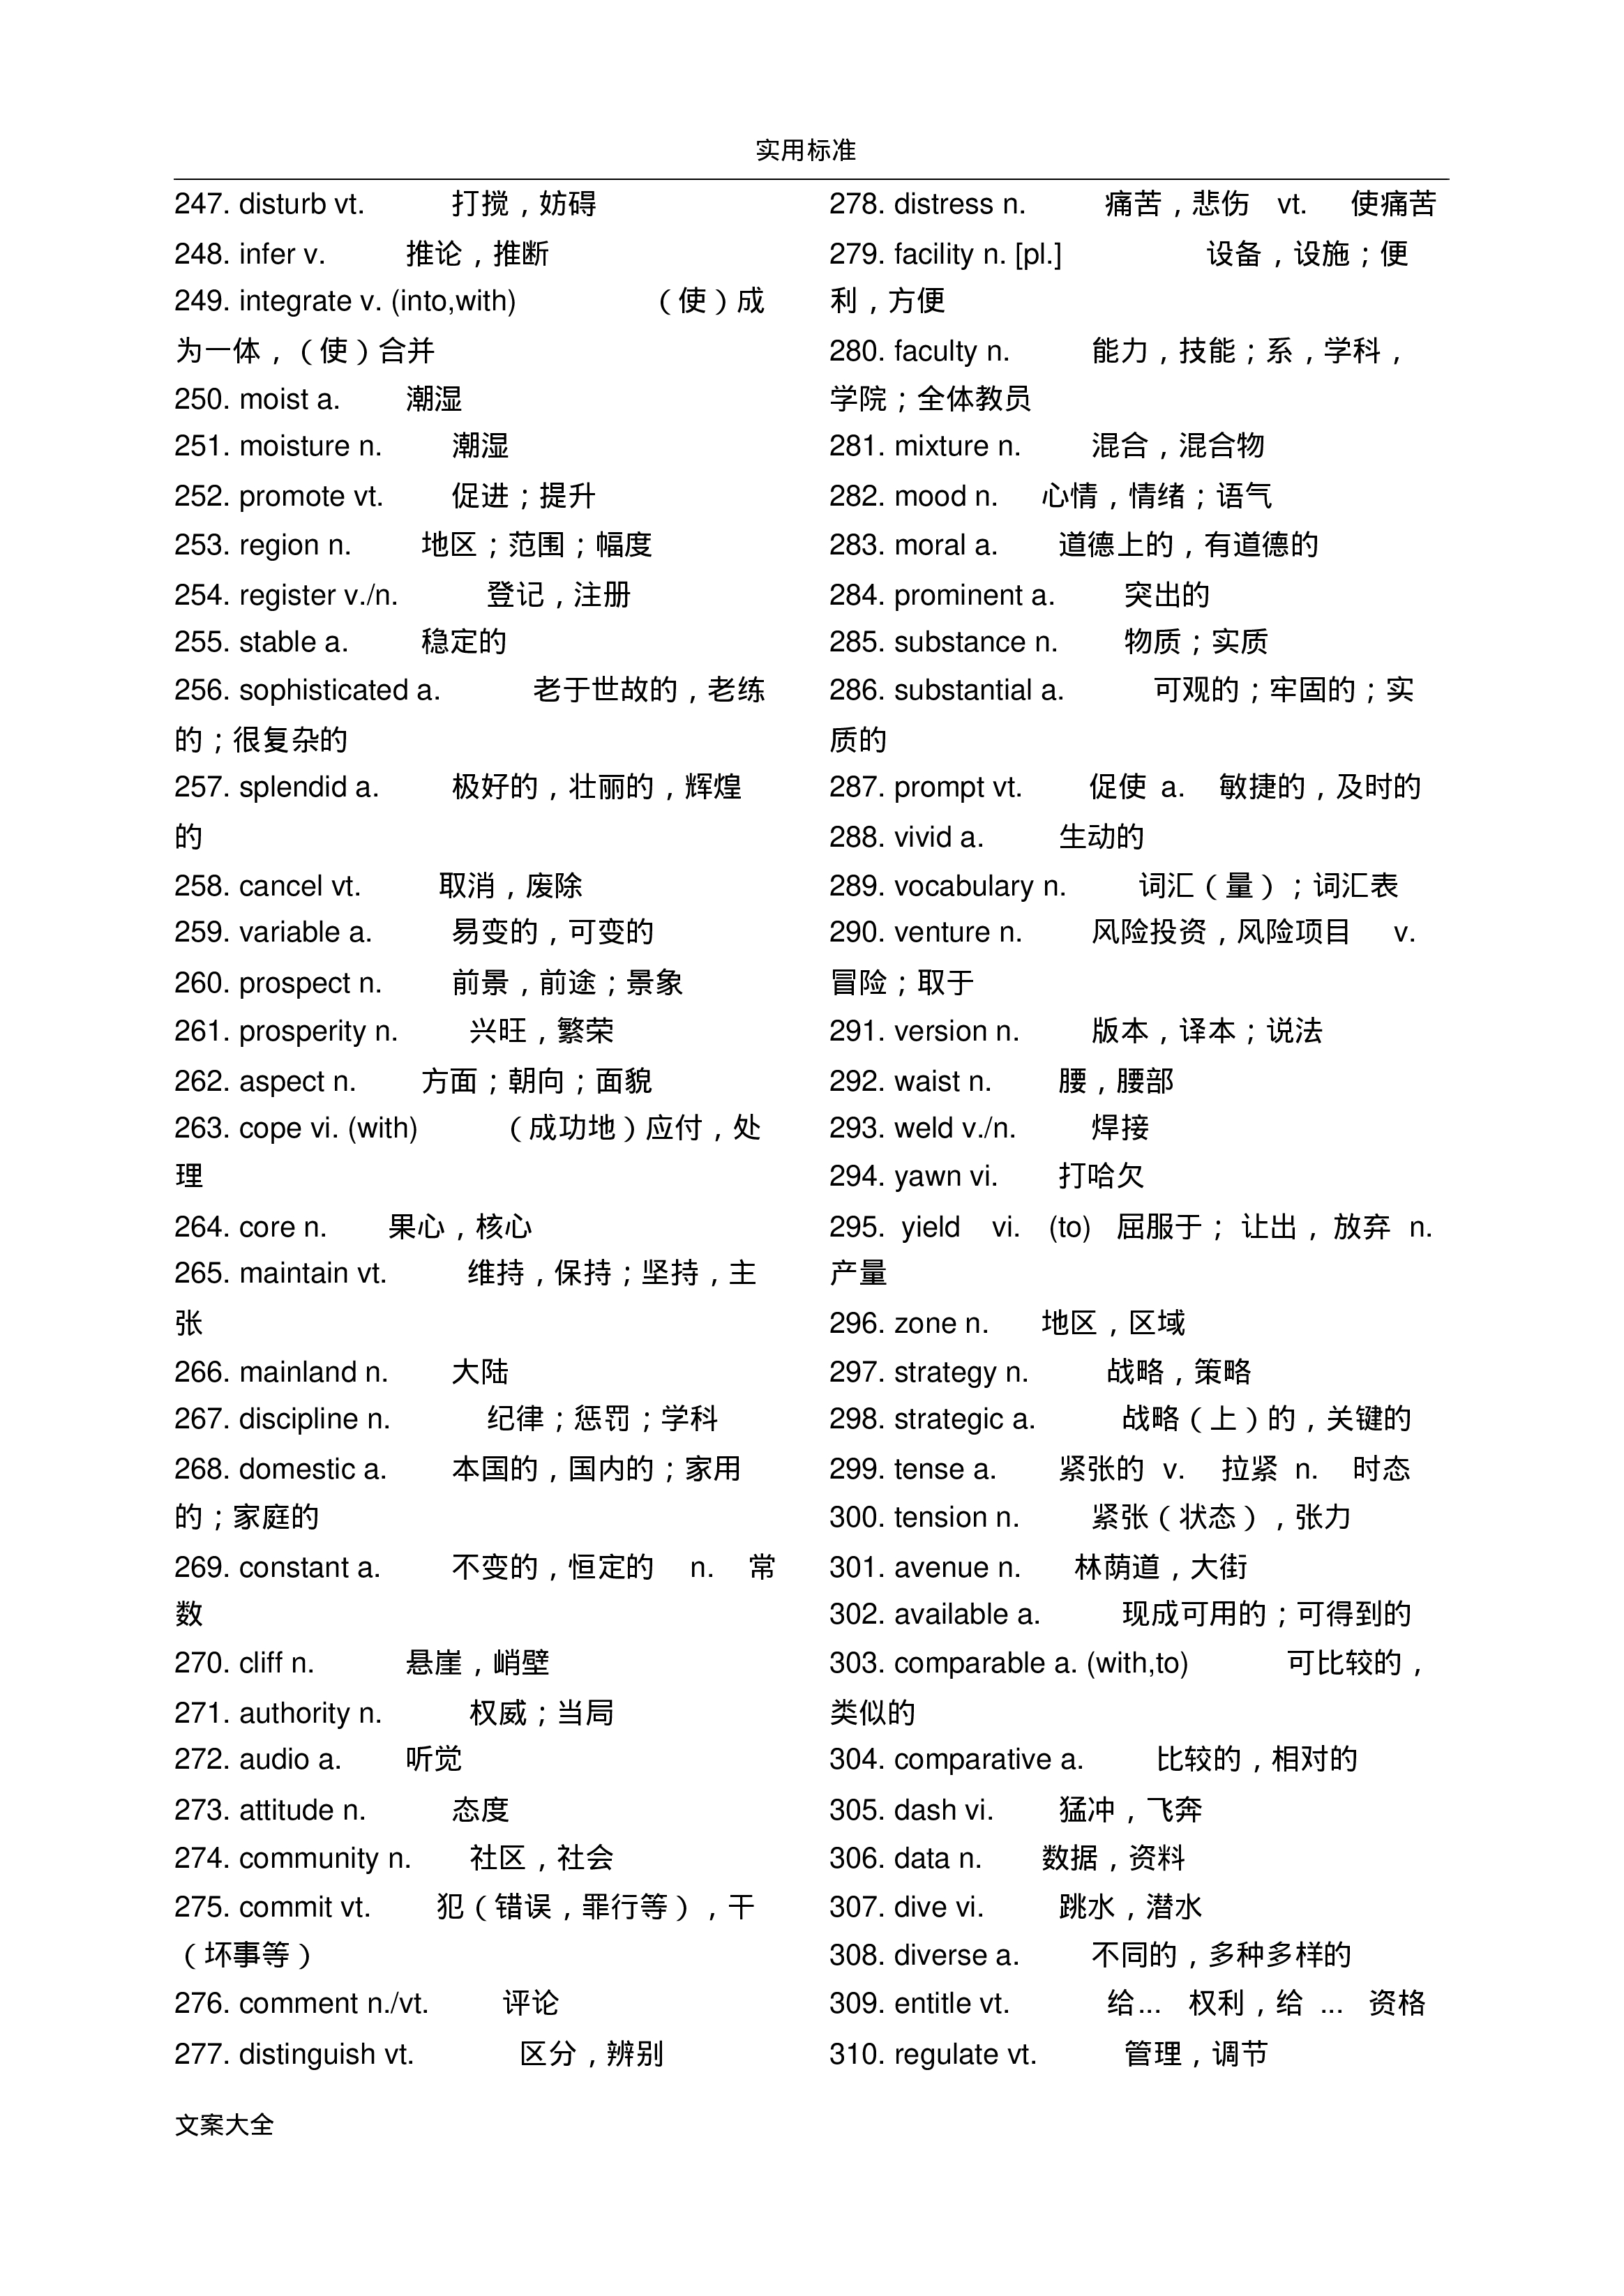 实用标准
247. disturb vt. 打搅，妨碍
248. infer v. 推论，推断
249. integrate v. (into,with) （使）成
为一体，（使）合并
250. moist a. 潮湿
251. moisture n. 潮湿
252. promote vt. 促进；提升
253. region n. 地区；范围；幅度
254. register v./n. 登记，注册
255. stable a. 稳定的
256. sophisticated a. 老于世故的，老练
的；很复杂的
257. splendid a. 极好的，壮丽的，辉煌
的
258. cancel vt. 取消，废除
259. variable a. 易变的，可变的
260. prospect n. 前景，前途；景象
261. prosperity n. 兴旺，繁荣
262. aspect n. 方面；朝向；面貌
263. cope vi. (with) （成功地）应付，处
理
264. core n. 果心，核心
265. maintain vt. 维持，保持；坚持，主
张
266. mainland n. 大陆
267. discipline n. 纪律；惩罚；学科
268. domestic a. 本国的，国内的；家用
的；家庭的
269. constant a. 不变的，恒定的 n. 常
数
270. cliff n. 悬崖，峭壁
271. authority n. 权威；当局
272. audio a. 听觉
273. attitude n. 态度
274. community n. 社区，社会
275. commit vt. 犯（错误，罪行等），干
（坏事等）
276. comment n./vt. 评论
277. distinguish vt. 区分，辨别
278. distress n. 痛苦，悲伤 vt. 使痛苦
279. facility n. [pl.] 设备，设施；便
利，方便
280. faculty n. 能力，技能；系，学科，
学院；全体教员
281. mixture n. 混合，混合物
282. mood n. 心情，情绪；语气
283. moral a. 道德上的，有道德的
284. prominent a. 突出的
285. substance n. 物质；实质
286. substantial a. 可观的；牢固的；实
质的
287. prompt vt. 促使 a. 敏捷的，及时的
288. vivid a. 生动的
289. vocabulary n. 词汇（量）；词汇表
290. venture n. 风险投资，风险项目 v.
冒险；取于
291. version n. 版本，译本；说法
292. waist n. 腰，腰部
293. weld v./n. 焊接
294. yawn vi. 打哈欠
295. yield vi. (to) 屈服于； 让出， 放弃 n.
产量
296. zone n. 地区，区域
297. strategy n. 战略，策略
298. strategic a. 战略（上）的，关键的
299. tense a. 紧张的 v. 拉紧 n. 时态
300. tension n. 紧张（状态），张力
301. avenue n. 林荫道，大街
302. available a. 现成可用的；可得到的
303. comparable a. (with,to) 可比较的，
类似的
304. comparative a. 比较的，相对的
305. dash vi. 猛冲，飞奔
306. data n. 数据，资料
307. dive vi. 跳水，潜水
308. diverse a. 不同的，多种多样的
309. entitle vt. 给... 权利，给 ... 资格
310. regulate vt. 管理，调节
文案大全